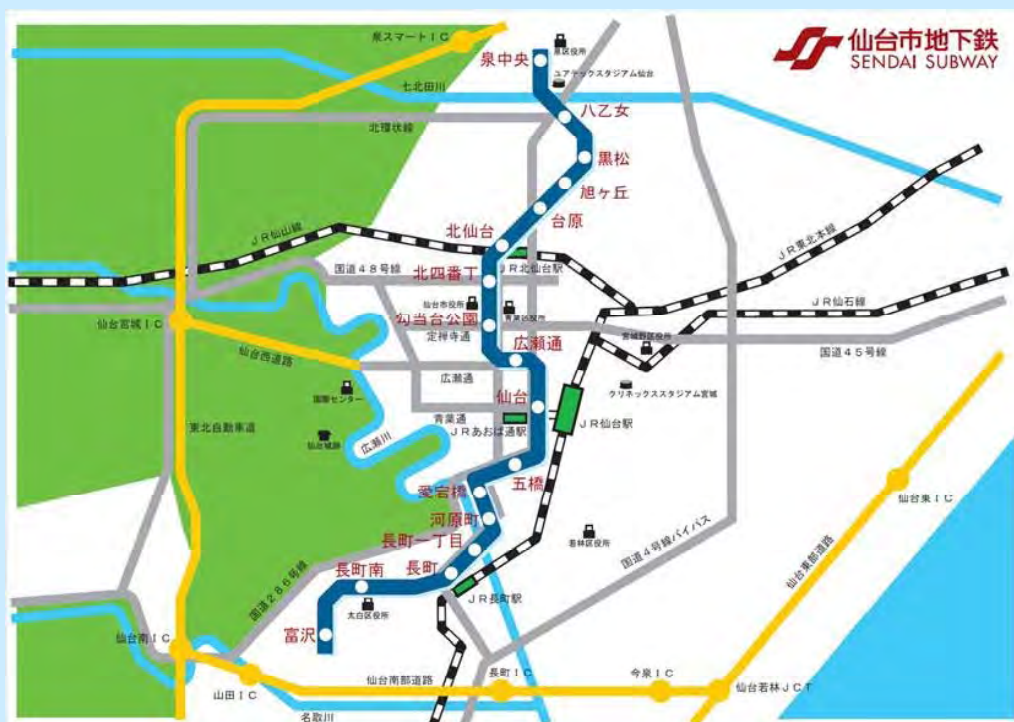 仙台市地下鉄
SENDAI SUBWAY
泉スマートIC
泉区役所
泉中央
ユアテックスタジアム仙台
七北田川
八乙女
北環状線
黒松
旭ヶ丘
台原
北仙台
JR仙山線
JR東北本線
JR北仙台駅
国道48号線
北四番丁
JR仙石線
仙台市役所
青葉区役所
勾当台公園
仙台宮城IC
定禅寺通
宮城野区役所
国道45号線
広瀬通
仙台西道路
広瀬通
国際センター
クリネックススタジアム宮城
仙台
青葉通
JR仙台駅
JRあおば通駅
東北自動車道
仙台城跡
広瀬川
五橋
愛宕橋
仙台東IC
河原町
若林区役所
国道4号線バイパス
長町一丁目
仙台東部道路
長町
長町南
国道286号線
JR長町駅
太白区役所
富沢
仙台南IC
長町IC
今泉IC
仙台南部道路
仙台若林JCT
山田IC
名取川